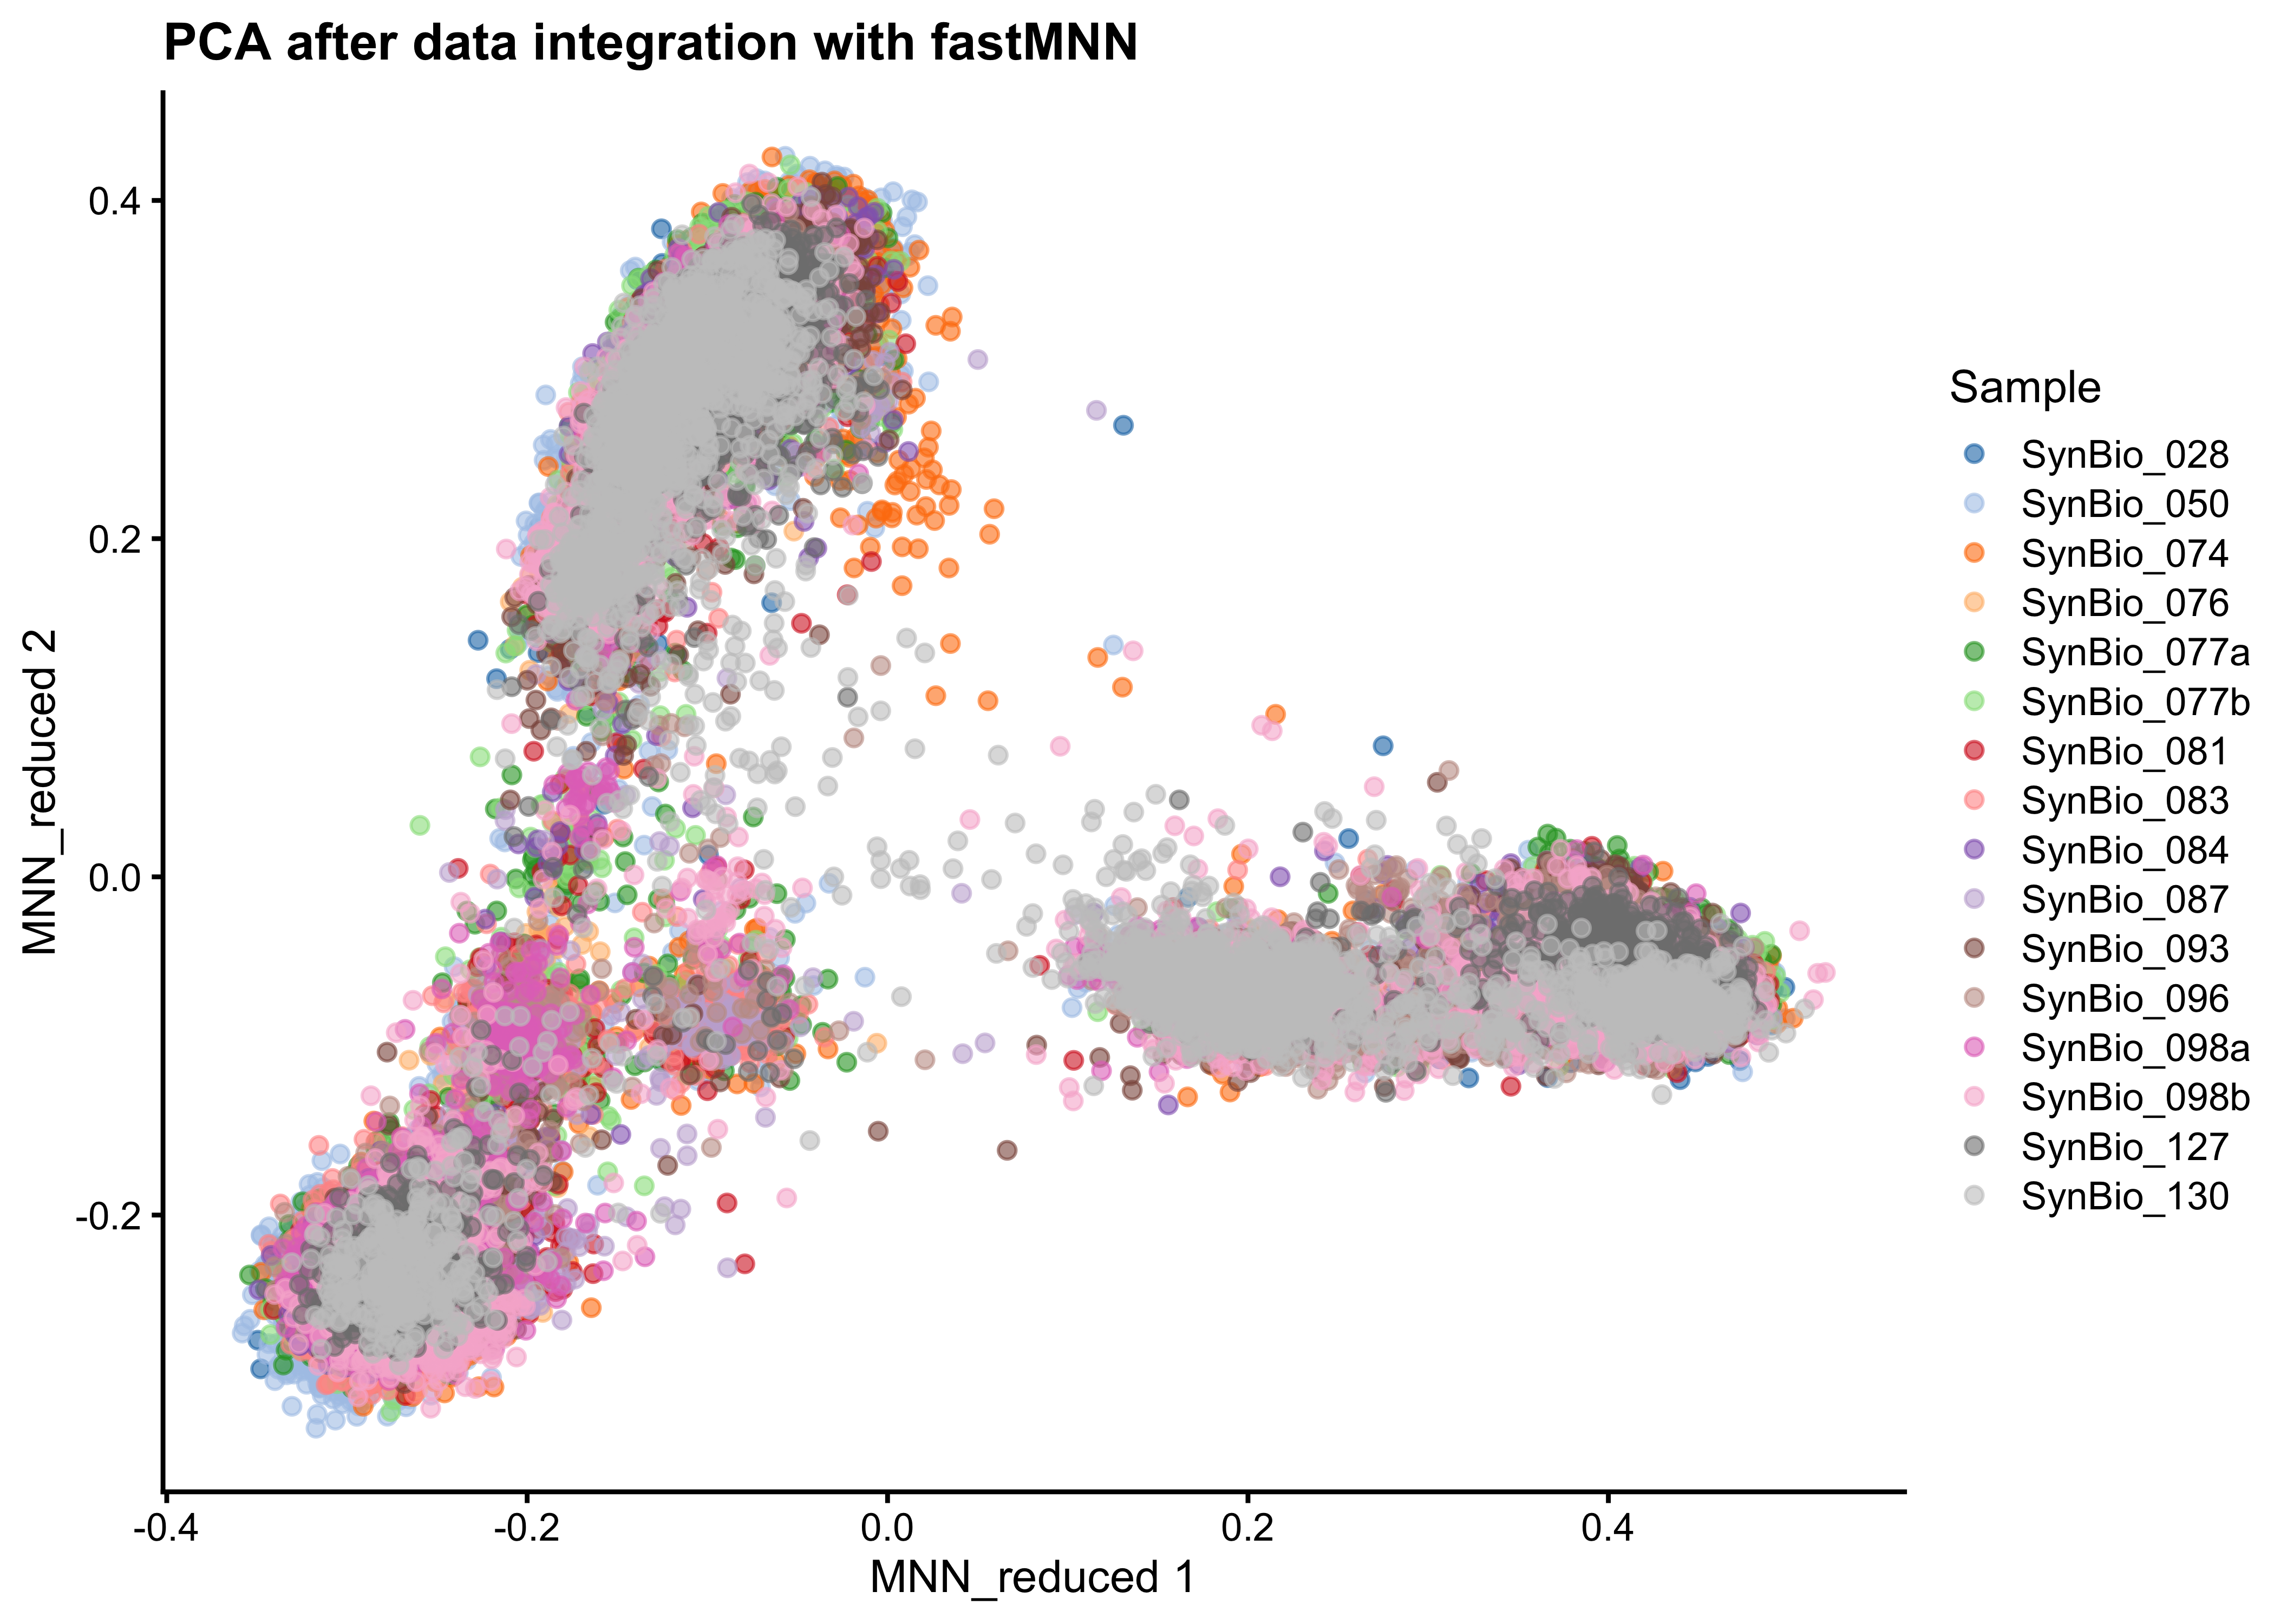 PCA after data integration with fastMNN
MNN_reduced 2
0.4
0.2
0.0
-0.2
-0.4
-0.2
0.0
0.2
0.4
MNN_reduced 1
Sample
SynBio_028
SynBio_050
SynBio_074
SynBio_076
SynBio_077a
SynBio_077b
SynBio_081
SynBio_083
SynBio_084
SynBio_087
SynBio_093
SynBio_096
SynBio_098a
SynBio_098b
SynBio_127
SynBio_130